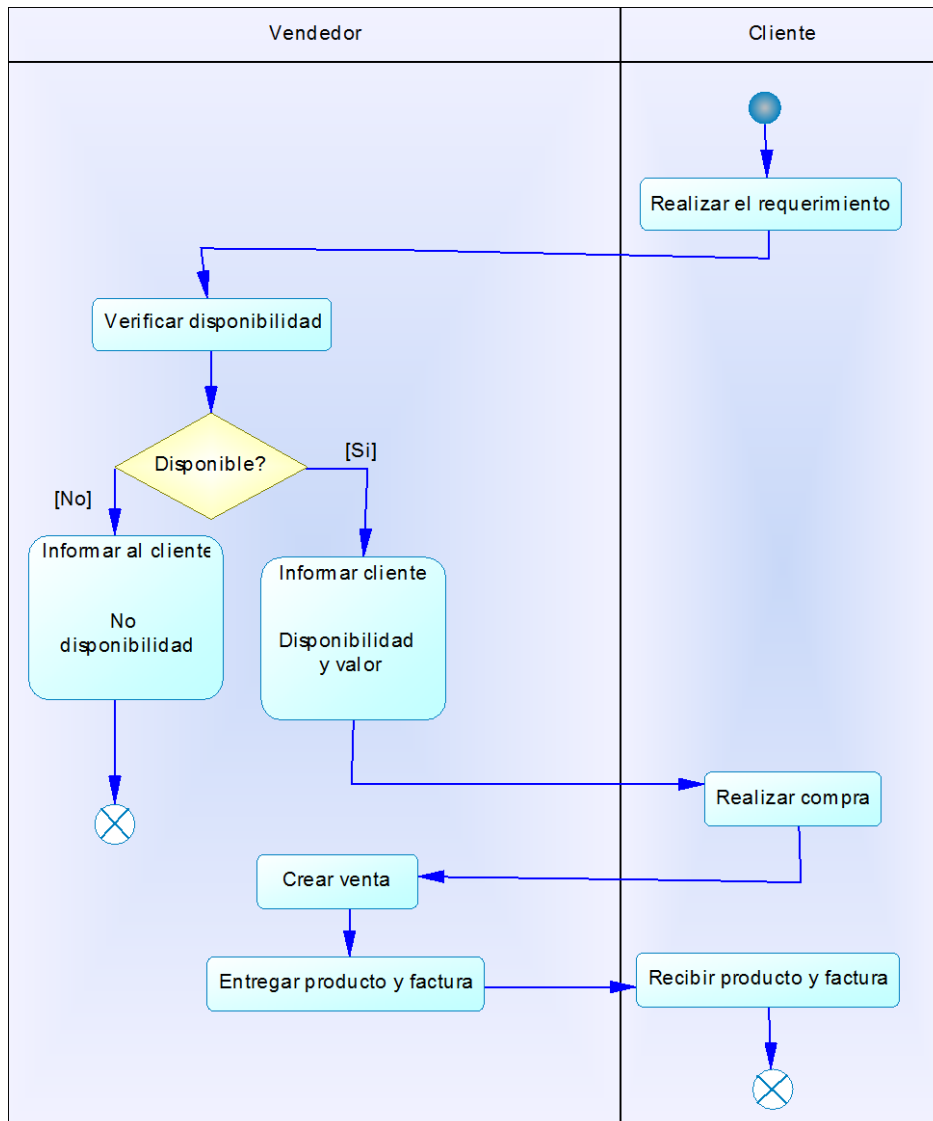 Vendedor
Cliente
Realizar el requerimiento
Verificar disponibilidad
Disponible?
[Si]
[No]
Informar al cliente
No
disponibilidad
Informar cliente
Disponibilidad
y valor
Realizar compra
Crear venta
Entregar producto y factura
Recibir producto y factura